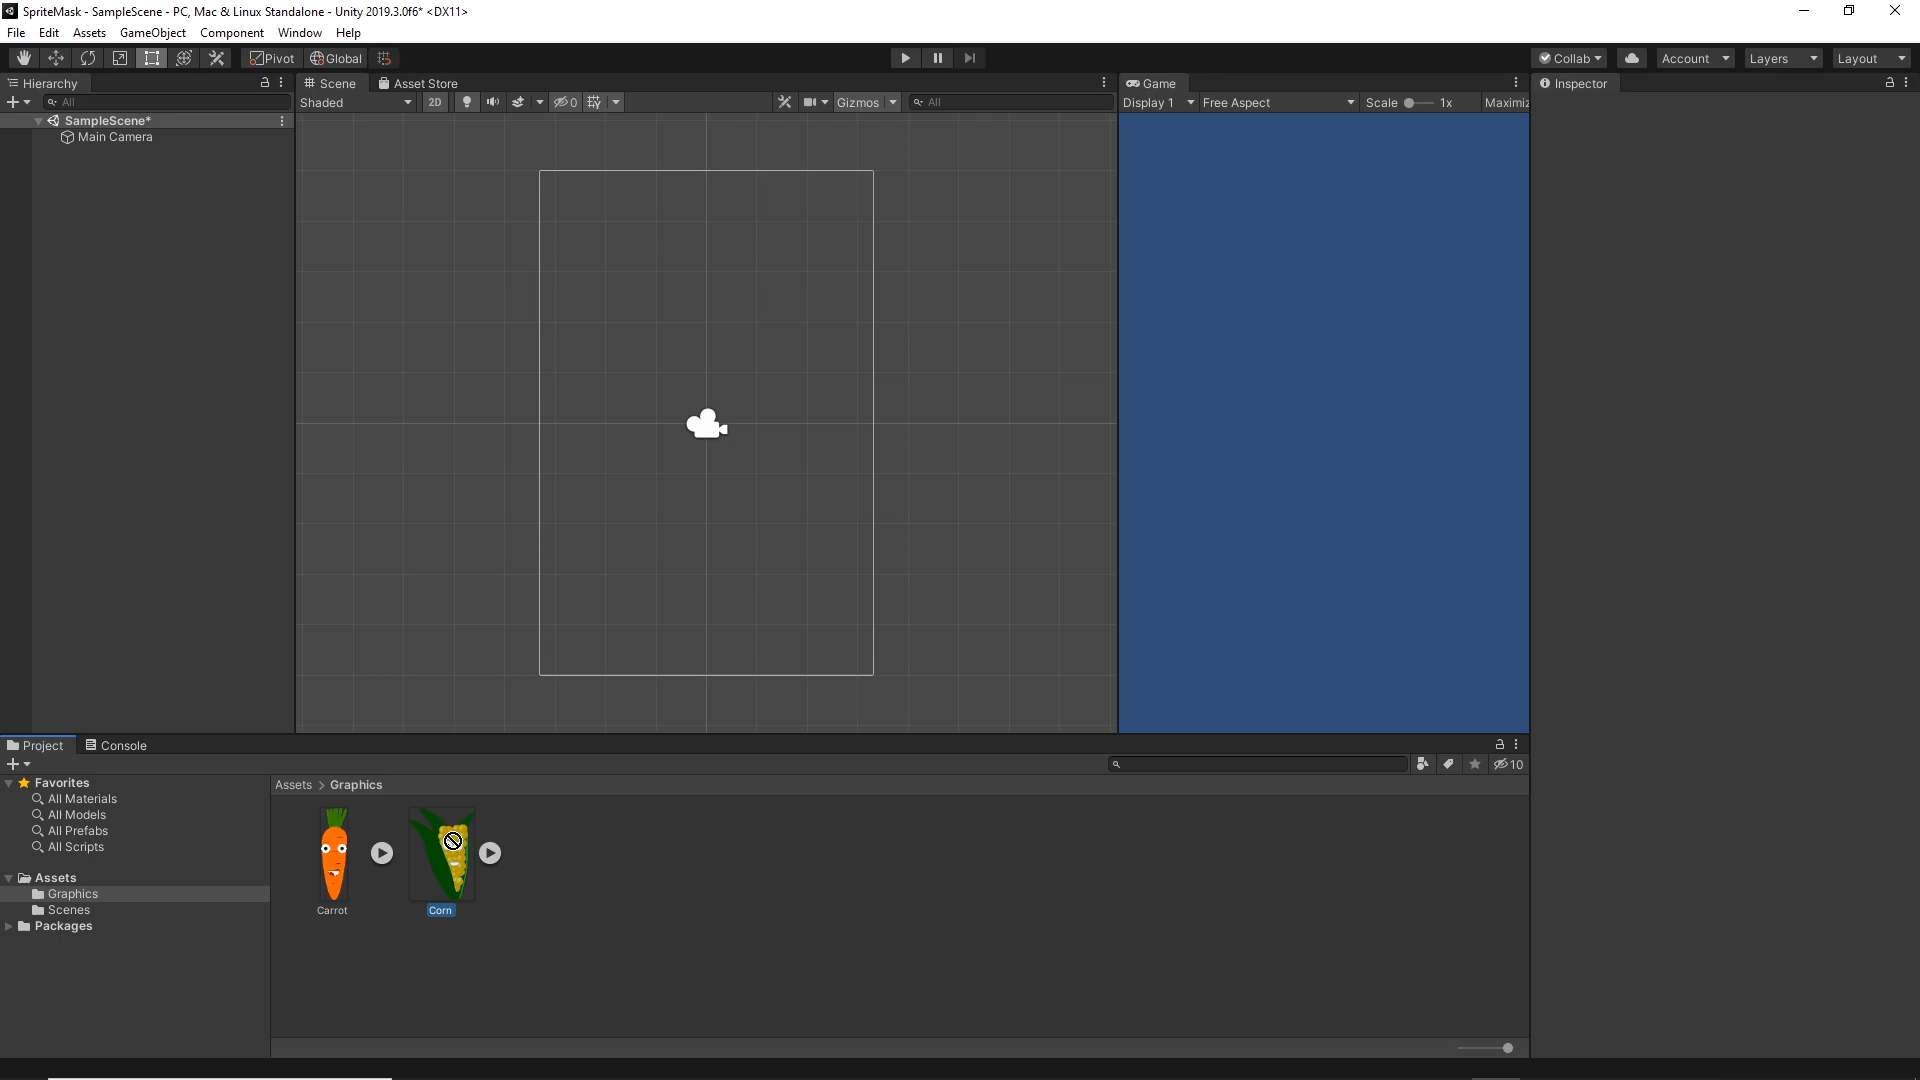 SpriteMask - SampleScene - PC, Mac & Linux Standalone - Unity 2019.3.0f6* <DX11>
File Edit Assets GameObject Component Window Help
Pivot Global Collab Account Layers Layout
Hierarchy Scene Asset Store Game Inspector
All Shaded 2D 0 Gizmos All Display 1 Free Aspect Scale 1x Maximiz
SampleScene*
Main Camera
Project Console
10
Favorites Assets > Graphics
All Materials
All Models
All Prefabs
All Scripts
Assets
Graphics
Scenes Carrot Corn
Packages